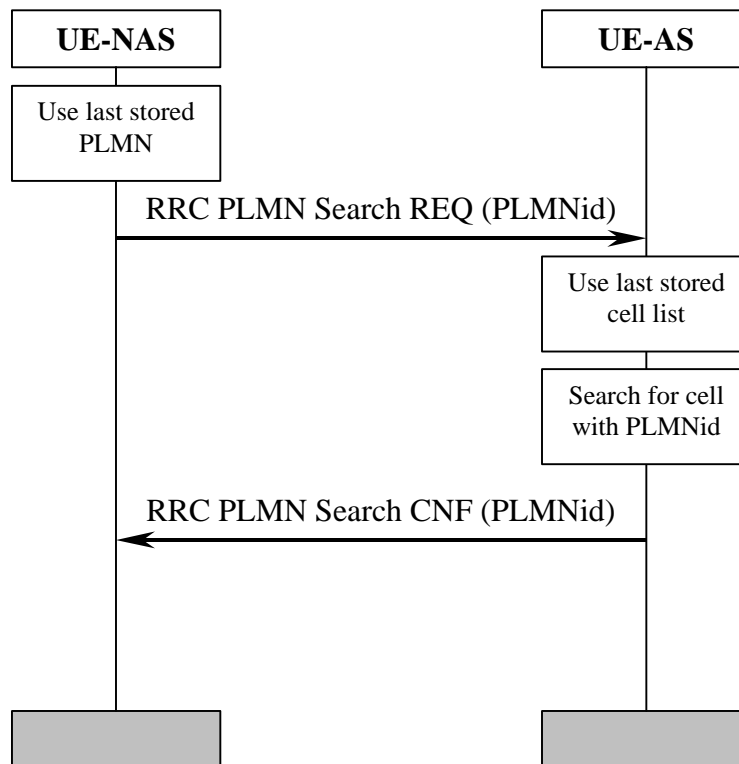 UE-NAS
UE-AS
Use last stored
PLMN
RRC PLMN Search REQ (PLMNid)
Use last stored
cell list
Search for cell
with PLMNid
RRC PLMN Search CNF (PLMNid)